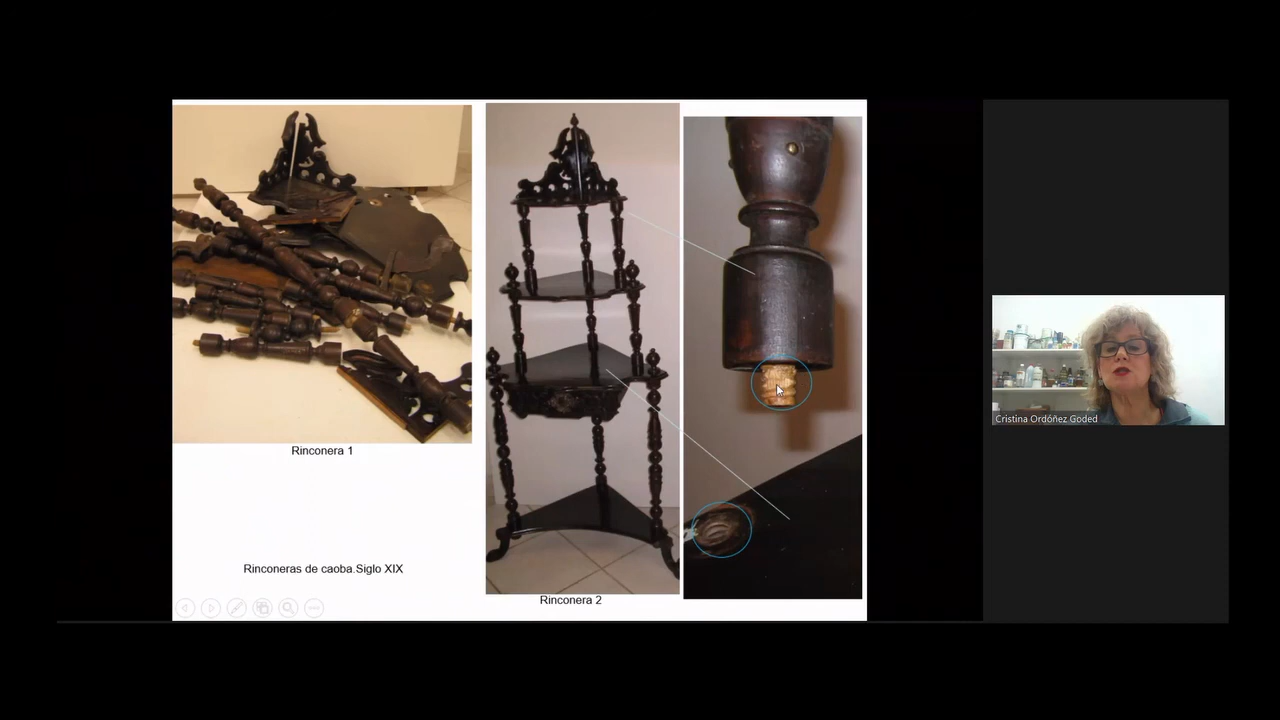 Rinconera 1
Rinconeras de caoba.Siglo XIX
Rinconera 2
Cristina Ordóñez Goded